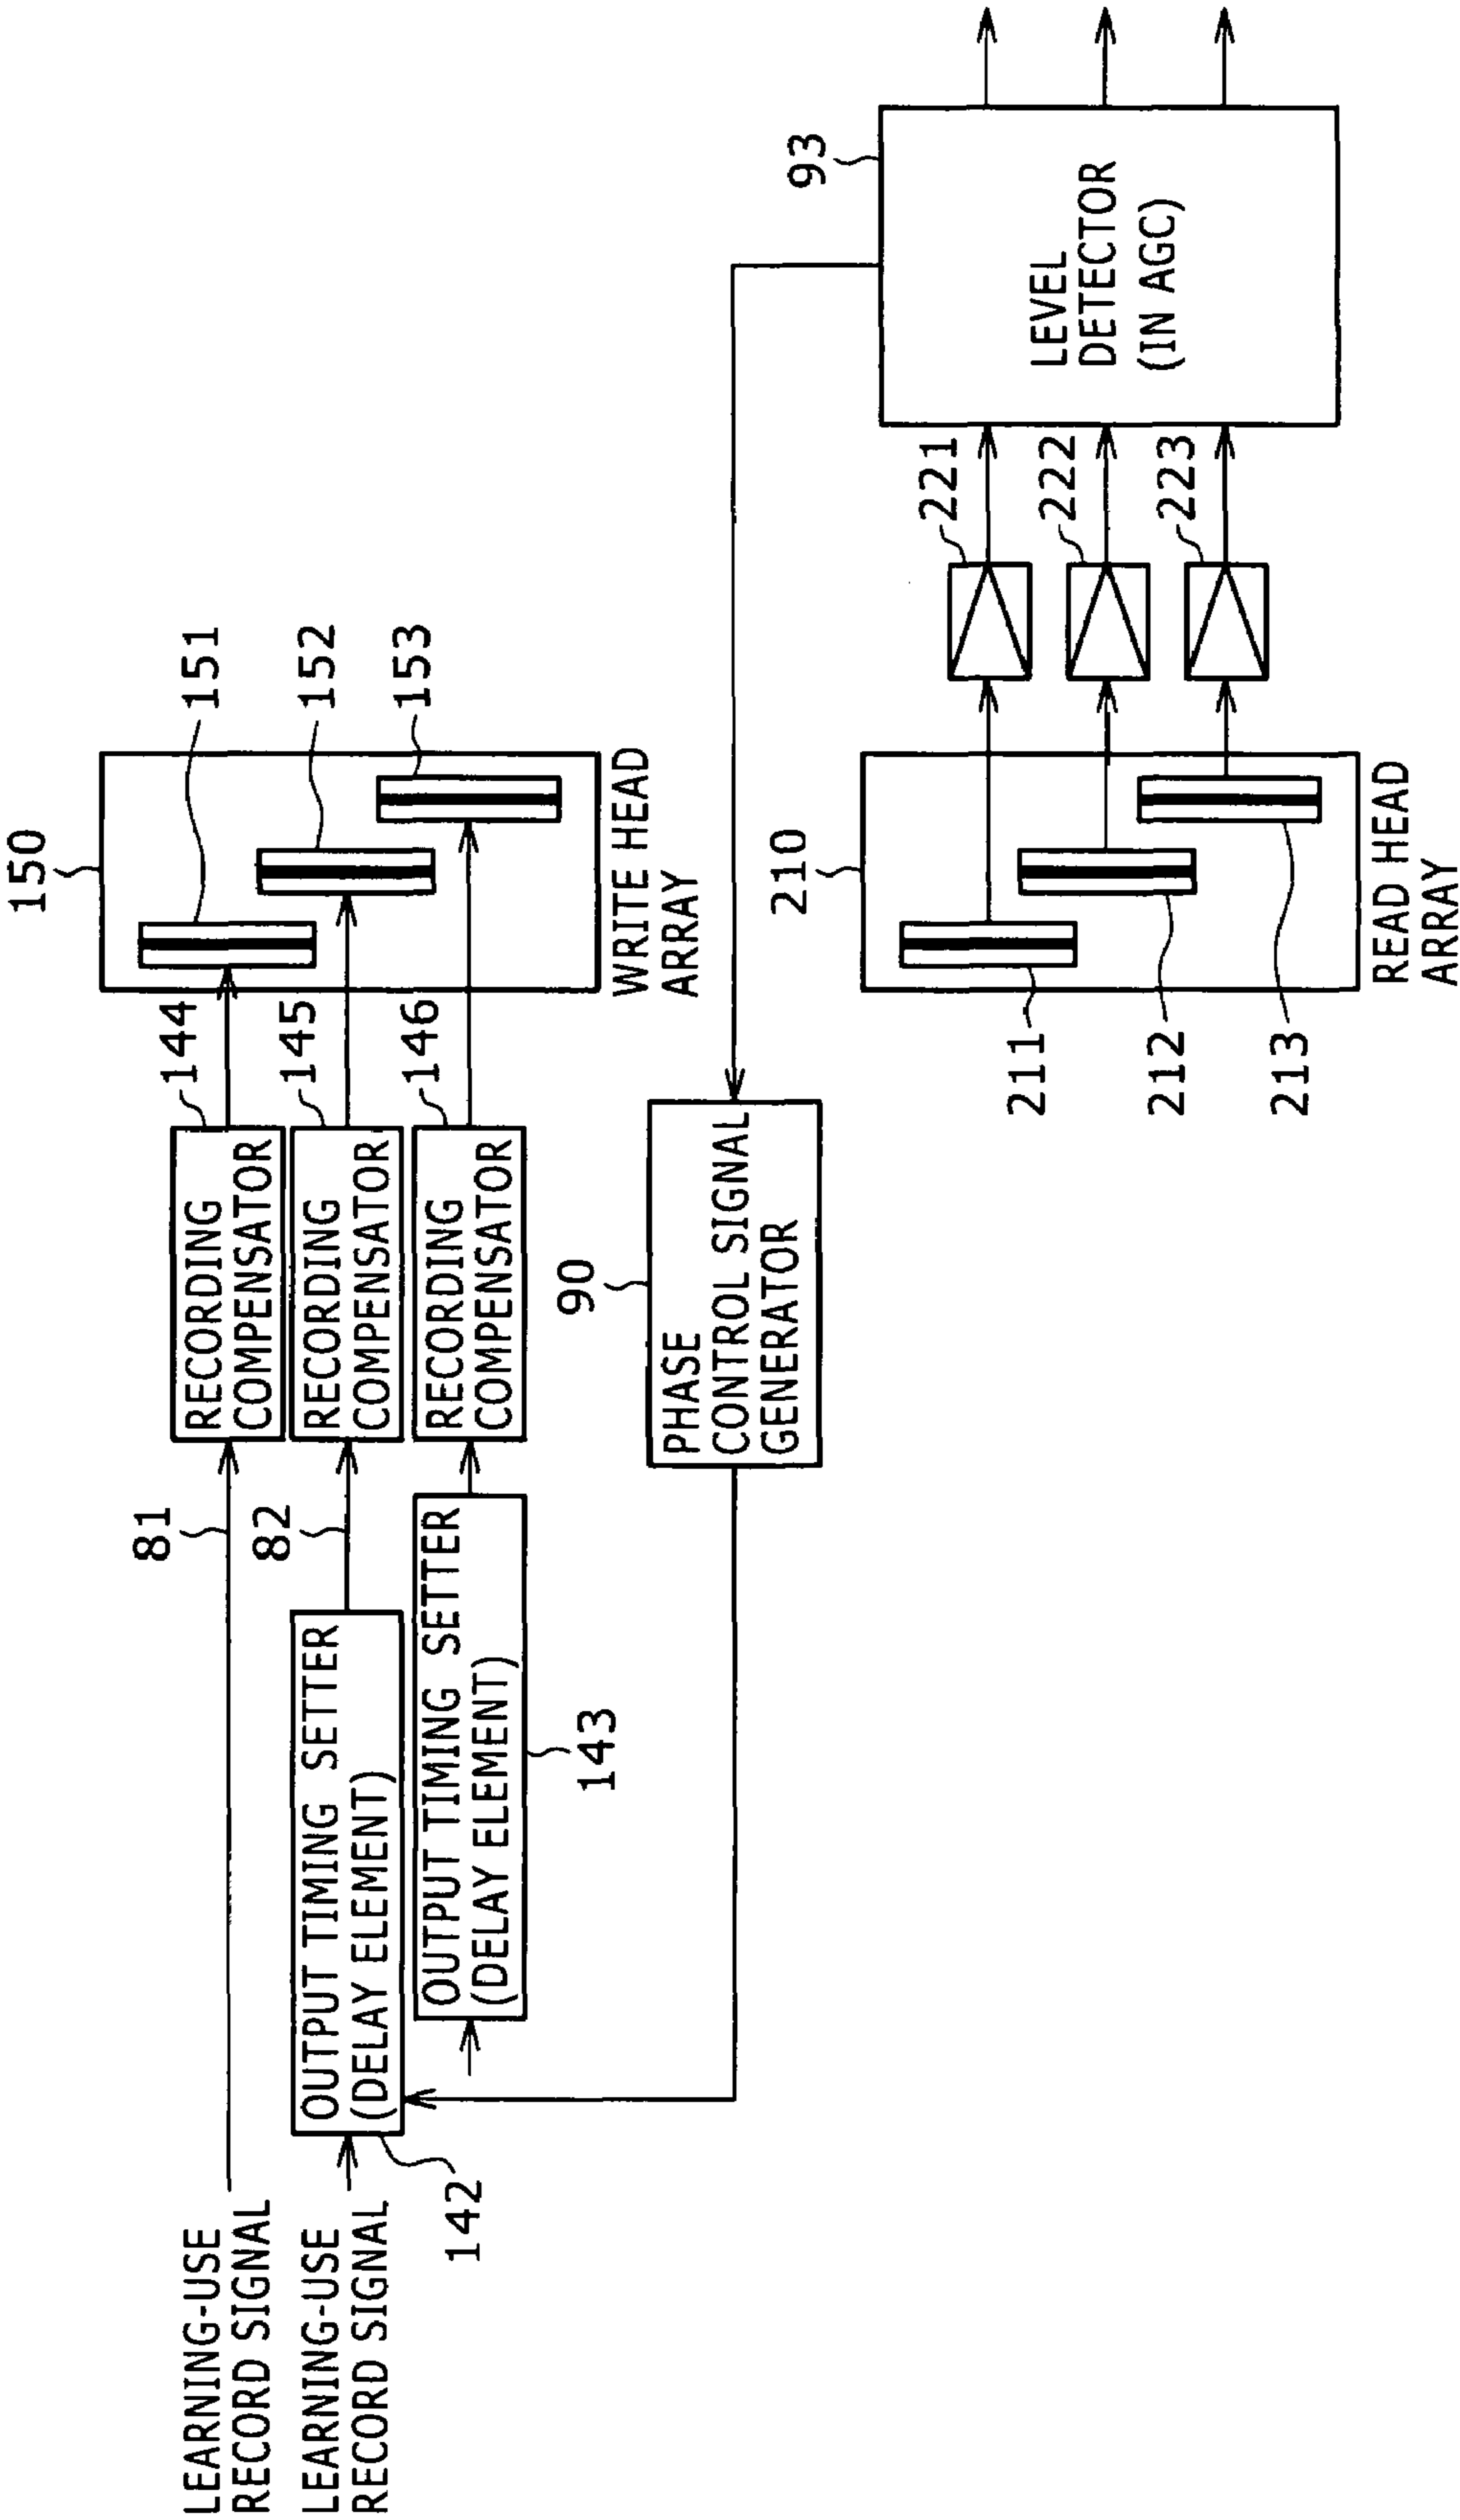 LEARNING-USE
RECORD SIGNAL
81
RECORDING
COMPENSATOR
144
150
151
LEARNING-USE
RECORD SIGNAL
142
OUTPUT TIMING SETTER
(DELAY ELEMENT)
82
RECORDING
COMPENSATOR
145
152
OUTPUT TIMING SETTER
(DELAY ELEMENT)
143
RECORDING
COMPENSATOR
146
153
WRITE HEAD
ARRAY
90
PHASE
CONTROL SIGNAL
GENERATOR
210
211
212
213
READ HEAD
ARRAY
221
222
223
93
LEVEL
DETECTOR
(IN AGC)